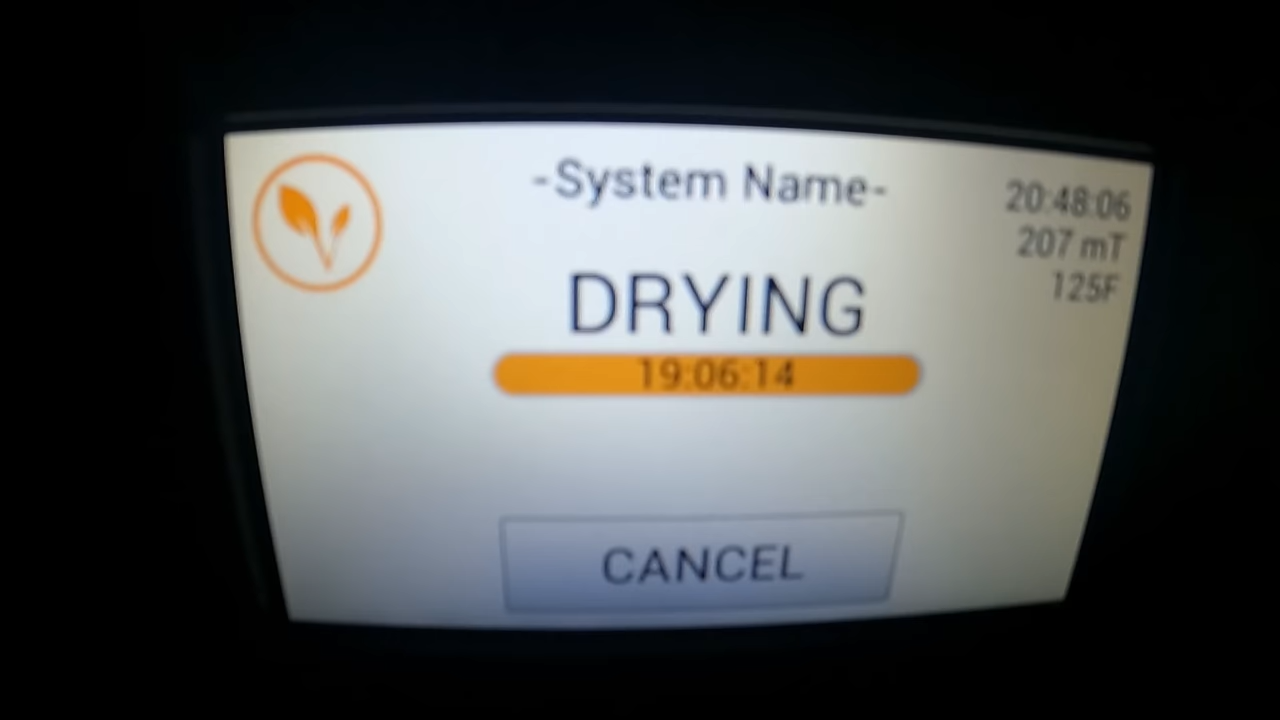 -System Name-
20:48:06
207 mT
125F
DRYING
19:06:14
CANCEL